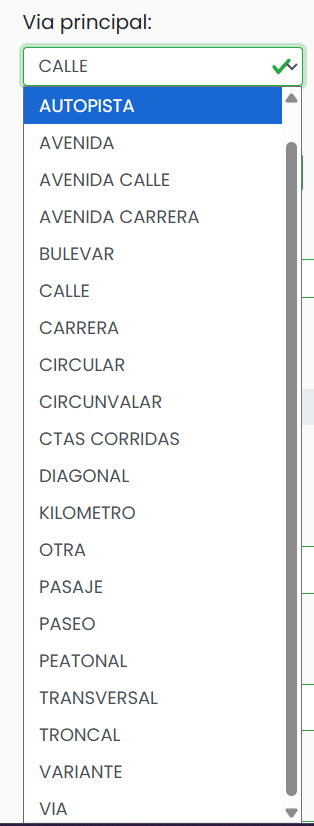 Via principal:
CALLE
AUTOPISTA
AVENIDA
AVENIDA CALLE
AVENIDA CARRERA
BULEVAR
CALLE
CARRERA
CIRCULAR
CIRCUNVALAR
CTAS CORRIDAS
DIAGONAL
KILOMETRO
OTRA
PASAJE
PASEO
PEATONAL
TRANSVERSAL
TRONCAL
VARIANTE
VIA